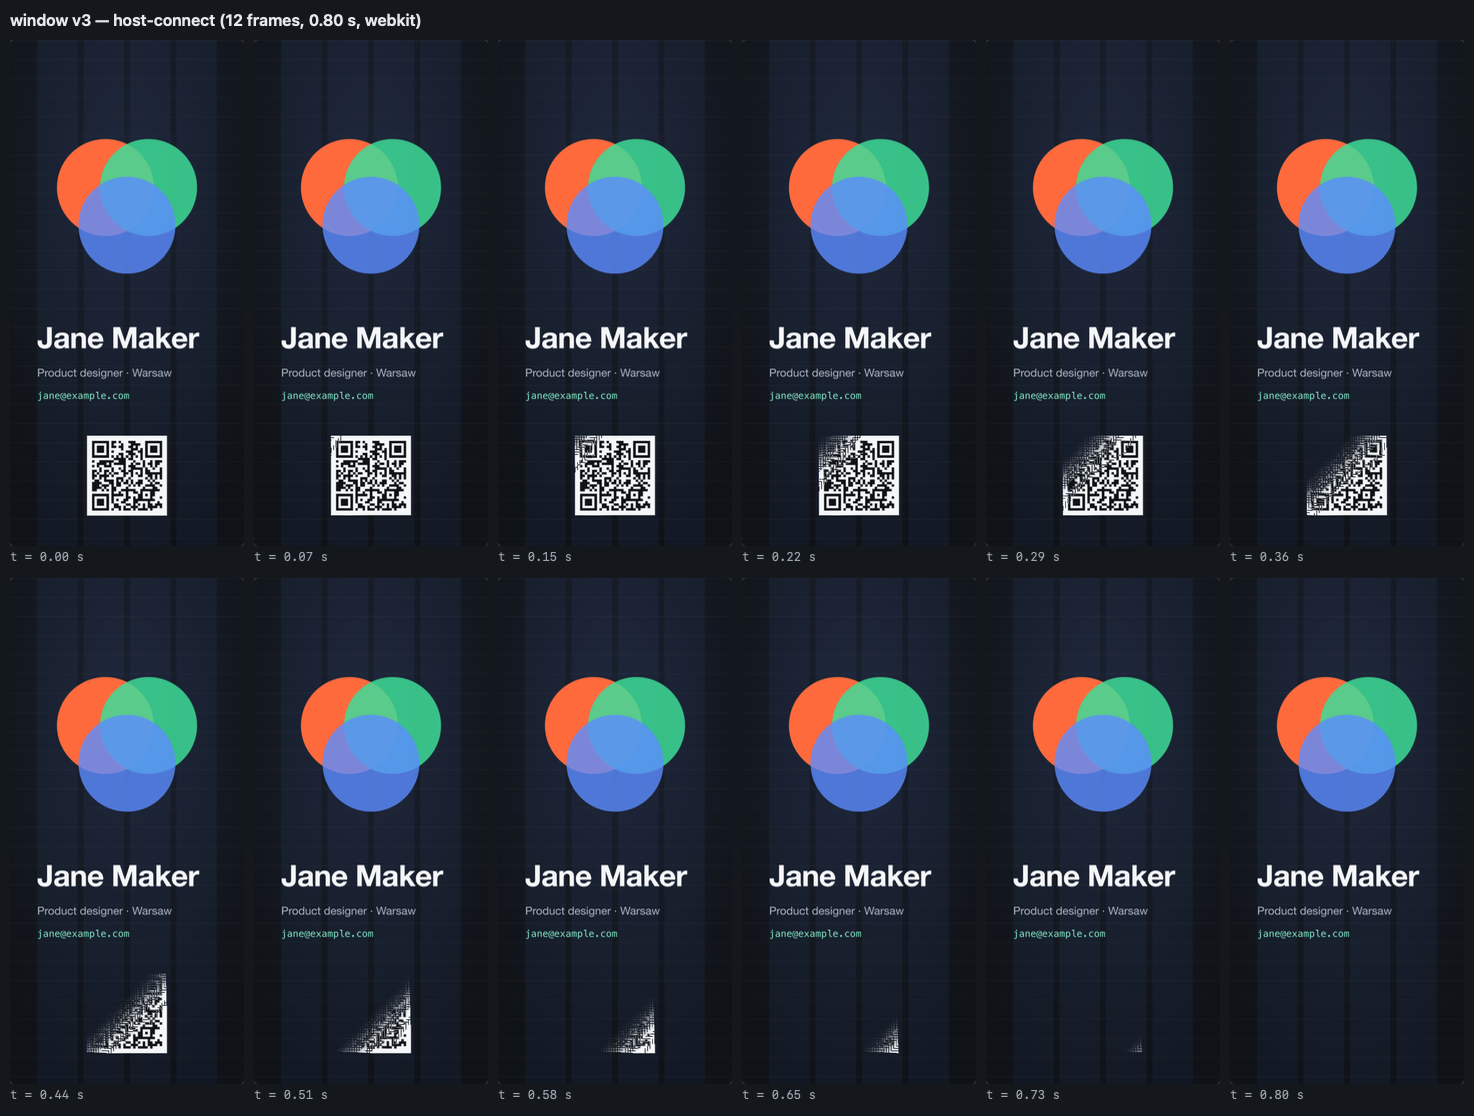 window v3 — host-connect (12 frames, 0.80 s, webkit)
Jane Maker
Product designer · Warsaw
jane@example.com
t = 0.00 s
Jane Maker
Product designer · Warsaw
jane@example.com
t = 0.07 s
Jane Maker
Product designer · Warsaw
jane@example.com
t = 0.15 s
Jane Maker
Product designer · Warsaw
jane@example.com
t = 0.22 s
Jane Maker
Product designer · Warsaw
jane@example.com
t = 0.29 s
Jane Maker
Product designer · Warsaw
jane@example.com
t = 0.36 s
Jane Maker
Product designer · Warsaw
jane@example.com
t = 0.44 s
Jane Maker
Product designer · Warsaw
jane@example.com
t = 0.51 s
Jane Maker
Product designer · Warsaw
jane@example.com
t = 0.58 s
Jane Maker
Product designer · Warsaw
jane@example.com
t = 0.65 s
Jane Maker
Product designer · Warsaw
jane@example.com
t = 0.73 s
Jane Maker
Product designer · Warsaw
jane@example.com
t = 0.80 s